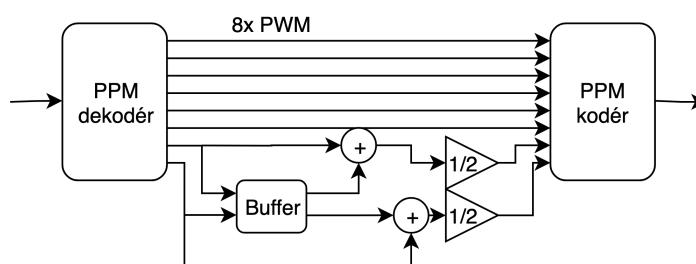 8x PWM
PPM
dekodér
PPM
kodér
+
1/2
Buffer
+
1/2